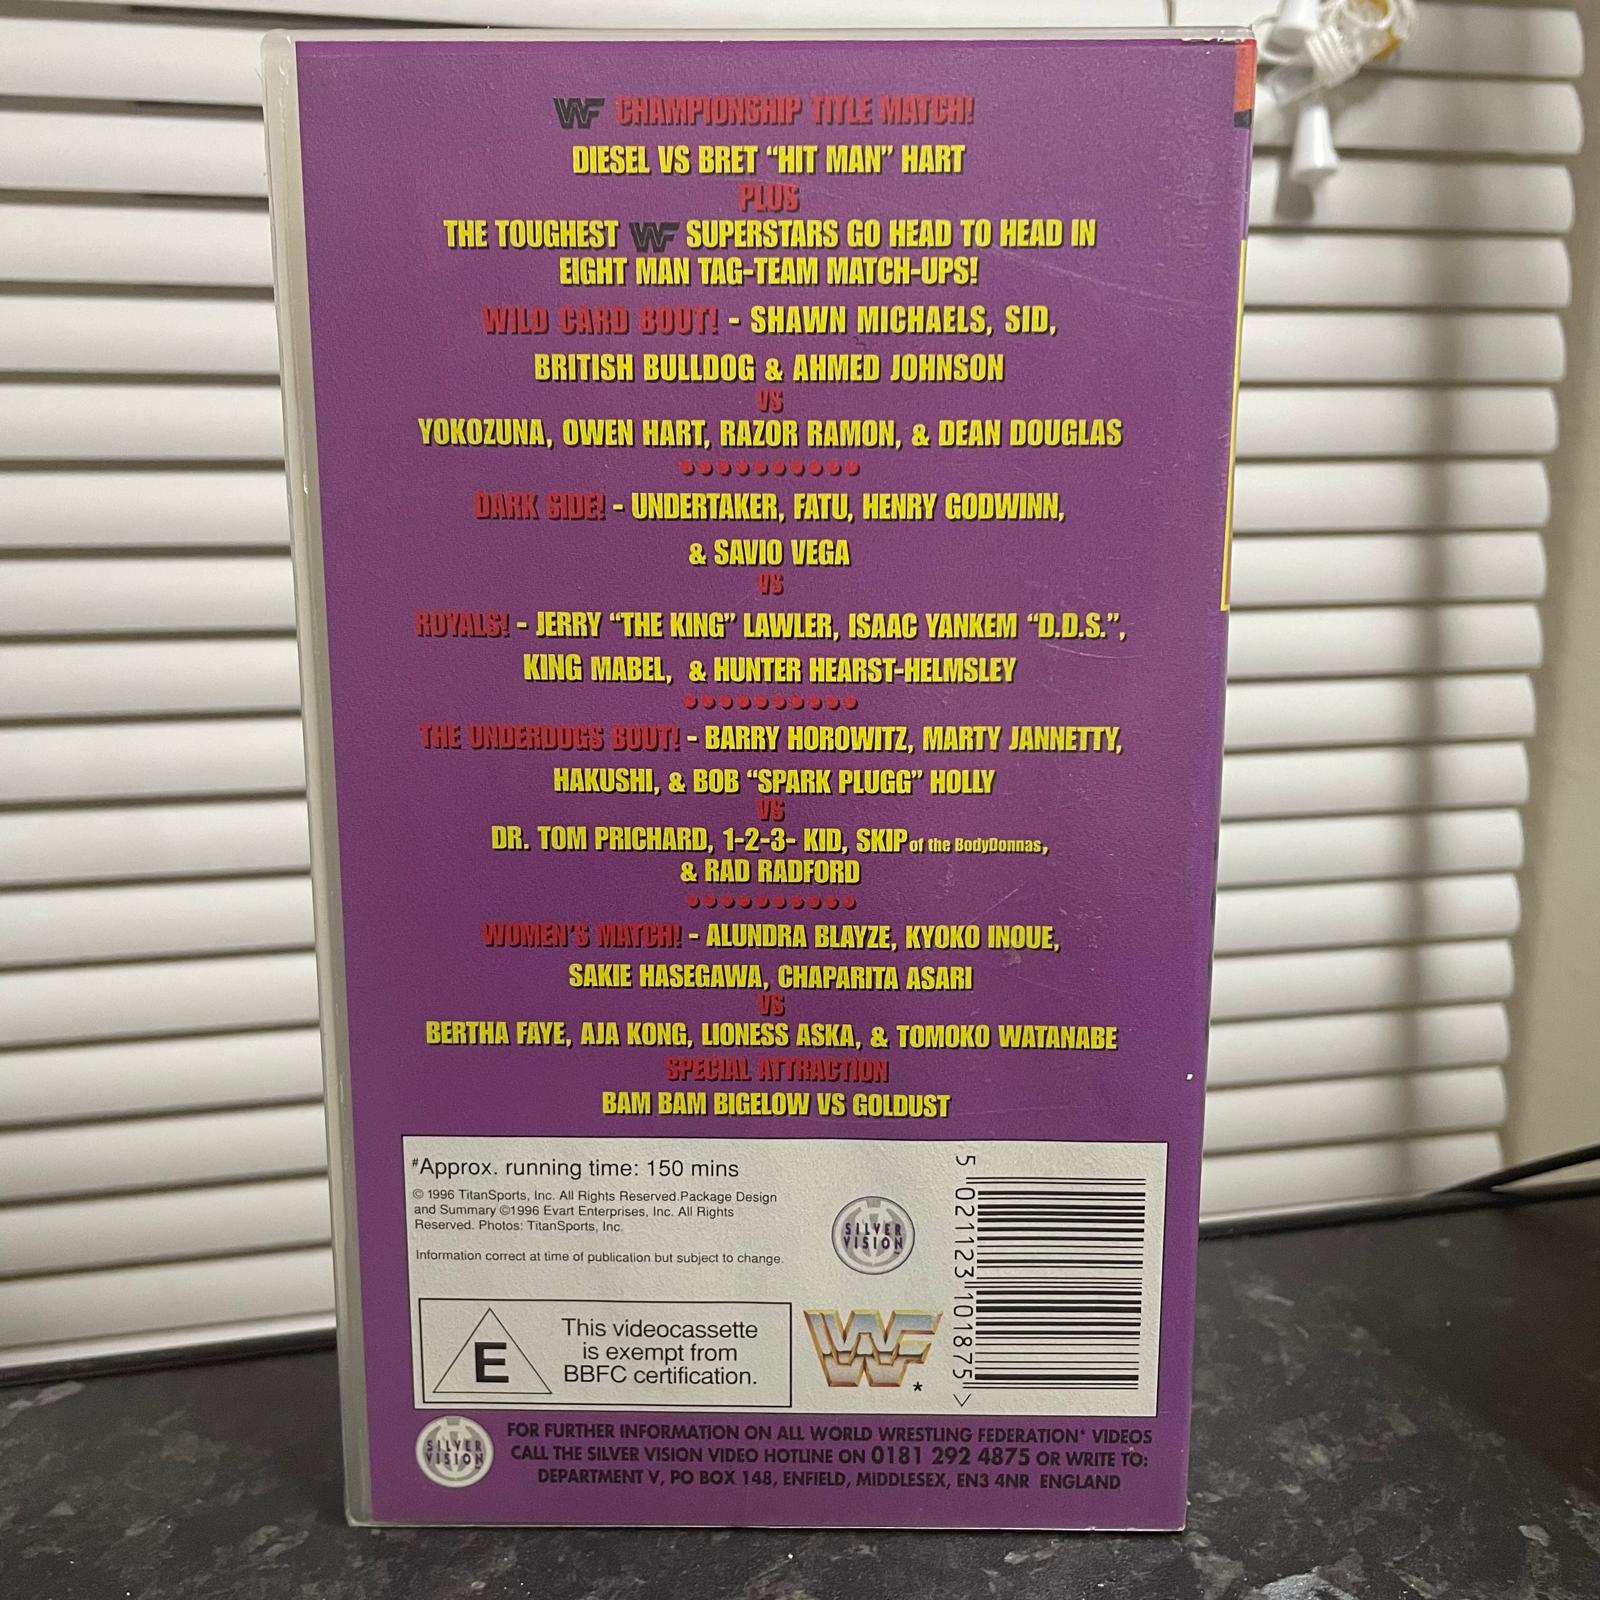 WF CHAMPIONSHIP TITLE MATCH!
DIESEL VS BRET “HIT MAN” HART
PLUS
THE TOUGHEST WF SUPERSTARS GO HEAD TO HEAD IN
EIGHT MAN TAG-TEAM MATCH-UPS!
WILD CARD BOUT! - SHAWN MICHAELS, SID,
BRITISH BULLDOG & AHMED JOHNSON
VS
YOKOZUNA, OWEN HART, RAZOR RAMON, & DEAN DOUGLAS
DARK SIDE! - UNDERTAKER, FATU, HENRY GODWINN,
& SAVIO VEGA
VS
ROYALS! - JERRY “THE KING” LAWLER, ISAAC YANKEM “D.D.S.”,
KING MABEL, & HUNTER HEARST-HELMSLEY
THE UNDERDOGS BOUT! - BARRY HOROWITZ, MARTY JANNETTY,
HAKUSHI, & BOB “SPARK PLUGG” HOLLY
VS
DR. TOM PRICHARD, 1-2-3- KID, SKIP of the BodyDonnas,
& RAD RADFORD
WOMEN'S MATCH! - ALUNDRA BLAYZE, KYOKO INOUE,
SAKIE HASEGAWA, CHAPARITA ASARI
VS
BERTHA FAYE, AJA KONG, LIONESS ASKA, & TOMOKO WATANABE
SPECIAL ATTRACTION
BAM BAM BIGELOW VS GOLDUST
#Approx. running time: 150 mins
© 1996 TitanSports, Inc. All Rights Reserved.Package Design
and Summary ©1996 Evart Enterprises, Inc. All Rights
Reserved. Photos: TitanSports, Inc.
Information correct at time of publication but subject to change.
SILVER
VISION
5 021123 101875 >
E
This videocassette
is exempt from
BBFC certification.
WF*
SILVER
VISION
FOR FURTHER INFORMATION ON ALL WORLD WRESTLING FEDERATION* VIDEOS
CALL THE SILVER VISION VIDEO HOTLINE ON 0181 292 4875 OR WRITE TO:
DEPARTMENT V, PO BOX 148, ENFIELD, MIDDLESEX, EN3 4NR ENGLAND